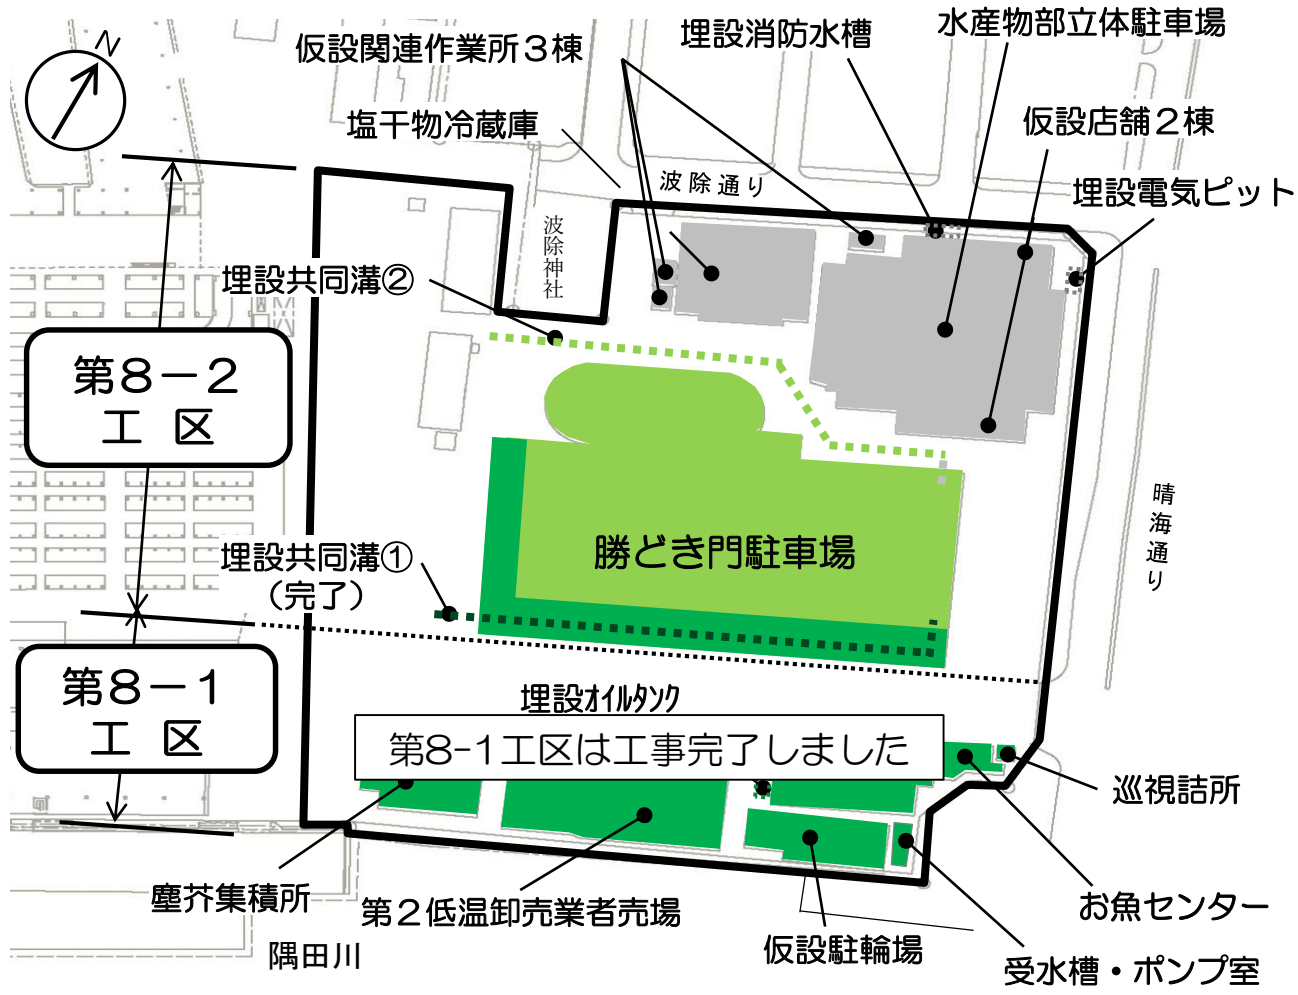 N
仮設関連作業所３棟
埋設消防水槽
水産物部立体駐車場
塩干物冷蔵庫
仮設店舗２棟
波除通り
埋設電気ピット
波除神社
埋設共同溝②
第８－２
工 区
晴海通り
勝どき門駐車場
埋設共同溝①
（完了）
第８－１
工 区
埋設ｵｲﾙﾀﾝｸ
第8-1工区は工事完了しました
巡視詰所
塵芥集積所
第２低温卸売業者売場
お魚センター
隅田川
仮設駐輪場
受水槽・ポンプ室